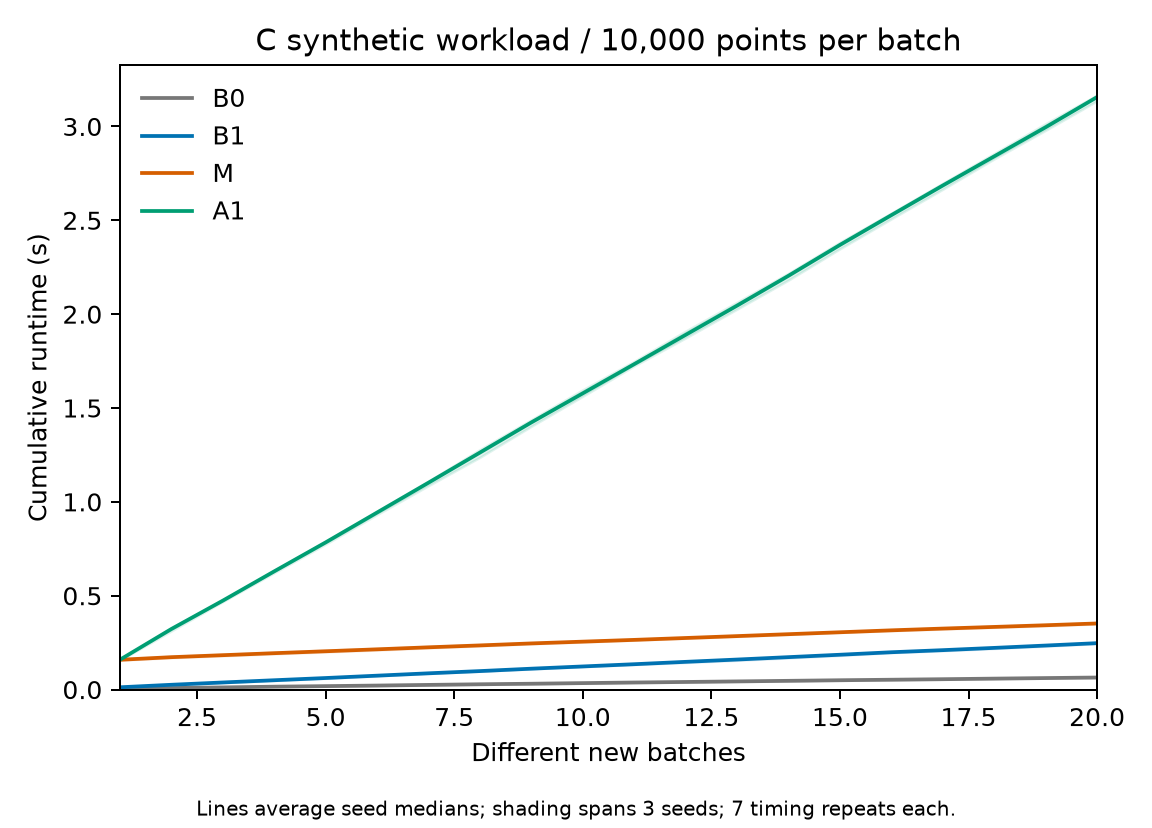 C synthetic workload / 10,000 points per batch
B0
B1
M
A1
Cumulative runtime (s)
3.0
2.5
2.0
1.5
1.0
0.5
0.0
2.5 5.0 7.5 10.0 12.5 15.0 17.5 20.0
Different new batches
Lines average seed medians; shading spans 3 seeds; 7 timing repeats each.